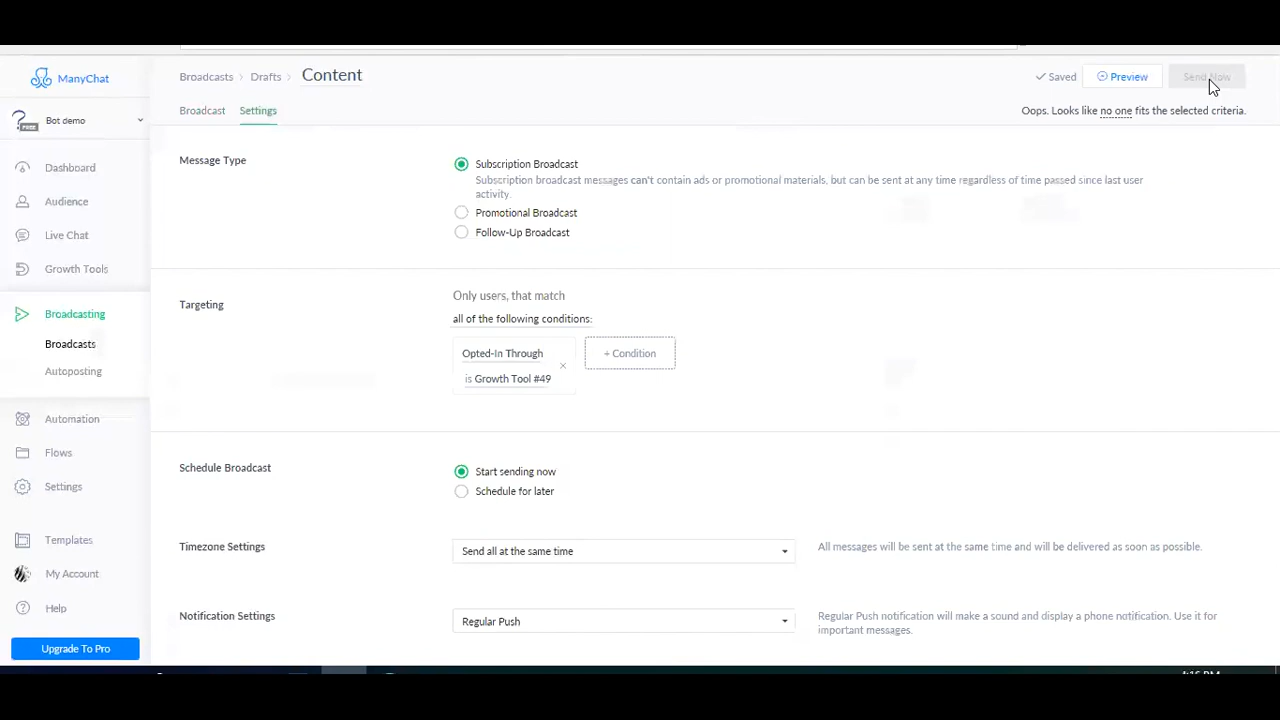 Broadcasts > Drafts > Content
Saved
Preview
Send Now
ManyChat
Broadcast Settings
Oops. Looks like no one fits the selected criteria.
FREE
Bot demo
Dashboard
Audience
Live Chat
Growth Tools
Broadcasting
Broadcasts
Autoposting
Automation
Flows
Settings
Templates
My Account
Help
Upgrade To Pro
Message Type
Subscription Broadcast
Subscription broadcast messages can't contain ads or promotional materials, but can be sent at any time regardless of time passed since last user
activity.
Promotional Broadcast
Follow-Up Broadcast
Targeting
Only users, that match
all of the following conditions:
Opted-In Through
is Growth Tool #49
+ Condition
Schedule Broadcast
Start sending now
Schedule for later
Timezone Settings
Send all at the same time
All messages will be sent at the same time and will be delivered as soon as possible.
Notification Settings
Regular Push
Regular Push notification will make a sound and display a phone notification. Use it for
important messages.